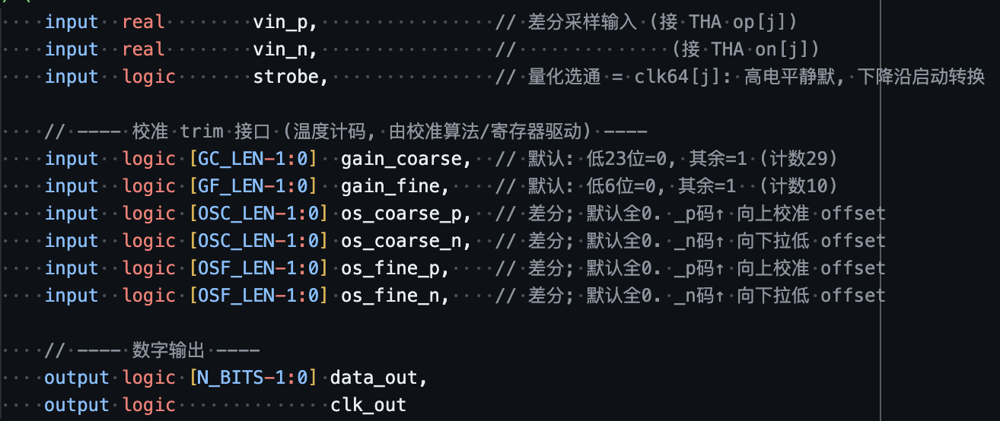 input real vin_p, // 差分采样输入 (接 THA op[j])
input real vin_n, // (接 THA on[j])
input logic strobe, // 量化选通 = clk64[j]: 高电平静默, 下降沿启动转换
// ---- 校准 trim 接口 (温度计码, 由校准算法/寄存器驱动) ----
input logic [GC_LEN-1:0] gain_coarse, // 默认: 低23位=0, 其余=1 (计数29)
input logic [GF_LEN-1:0] gain_fine, // 默认: 低6位=0, 其余=1 (计数10)
input logic [OSC_LEN-1:0] os_coarse_p, // 差分; 默认全0. _p码↑ 向上校准 offset
input logic [OSC_LEN-1:0] os_coarse_n, // 差分; 默认全0. _n码↑ 向下拉低 offset
input logic [OSF_LEN-1:0] os_fine_p, // 差分; 默认全0. _p码↑ 向上校准 offset
input logic [OSF_LEN-1:0] os_fine_n, // 差分; 默认全0. _n码↑ 向下拉低 offset
// ---- 数字输出 ----
output logic [N_BITS-1:0] data_out,
output logic clk_out